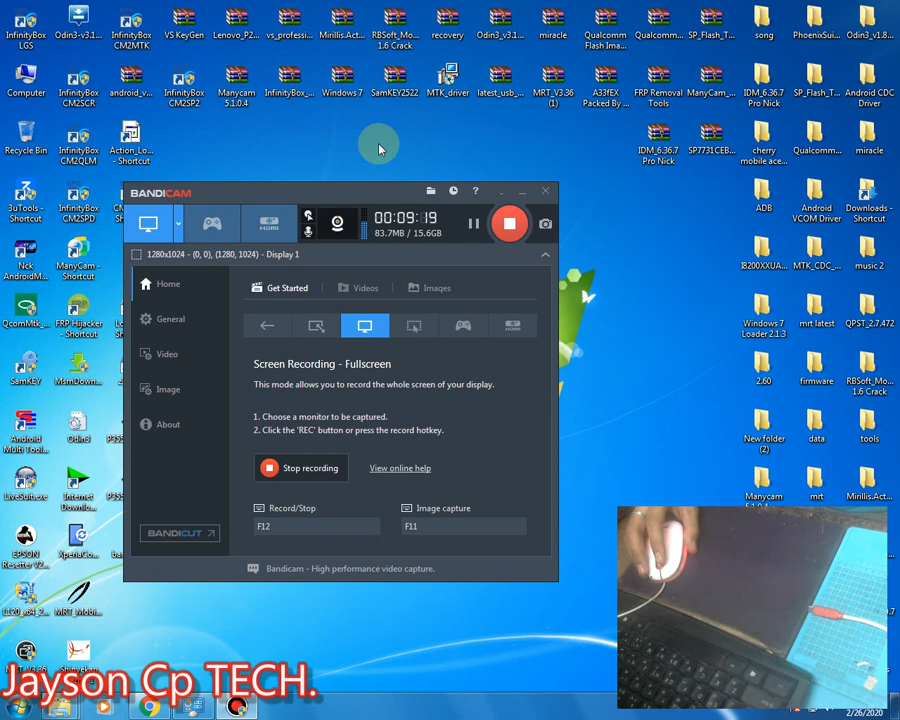 InfinityBox LGS
Odin3-v3.1...
InfinityBox CM2MTK
VS KeyGen
Lenovo_P2...
vs_professi...
Mirillis.Acti...
RBSoft_Mo... 1.6 Crack
recovery
Odin3_v3.1...
miracle
Qualcomm Flash Ima...
Qualcomm...
SP_Flash_T...
song
PhoenixSui...
Odin3_v1.8...
Computer
InfinityBox CM2SCR
android_v...
InfinityBox CM2SP2
Manycam 5.1.0.4
InfinityBox_...
Windows 7
SamKEY2522
MTK_driver
latest_usb_...
MRT_V3.36 (1)
A33fEX Packed By ...
FRP Removal Tools
ManyCam_...
IDM_6.36.7 Pro Nick
SP_Flash_T...
Android CDC Driver
Recycle Bin
InfinityBox CM2QLM
Action_Lo... - Shortcut
IDM_6.36.7 Pro Nick
SP7731CEB...
cherry mobile ace...
Qualcomm...
miracle
3uTools - Shortcut
InfinityBox CM2SPD
ADB
Android VCOM Driver
Downloads - Shortcut
Nck AndroidM...
ManyCam - Shortcut
I8200XXUA...
MTK_CDC_...
music 2
QcomMtk_...
FRP Hijacker - Shortcut
Windows 7 Loader 2.1.3
mrt latest
QPST_2.7.472
SamKEY
MsmDown...
2.60
firmware
RBSoft_Mo... 1.6 Crack
Android Multi Tool...
Odin3
New folder (2)
data
tools
LiveSuit.exe
Internet Downlo...
Manycam
mrt
Mirillis.Act...
EPSON Resetter V2...
XperiaCo...
L120_x64_2...
MRT_Mobi...
BANDICAM
00:09:19
83.7MB / 15.6GB
HDMI
1280x1024 - (0, 0), (1280, 1024) - Display 1
Home
General
Video
Image
About
BANDICUT
Get Started
Videos
Images
Screen Recording - Fullscreen
This mode allows you to record the whole screen of your display.
1. Choose a monitor to be captured.
2. Click the 'REC' button or press the record hotkey.
Stop recording
View online help
Record/Stop
Image capture
F12
F11
Bandicam - High performance video capture.
Jayson Cp TECH.
2/26/2020